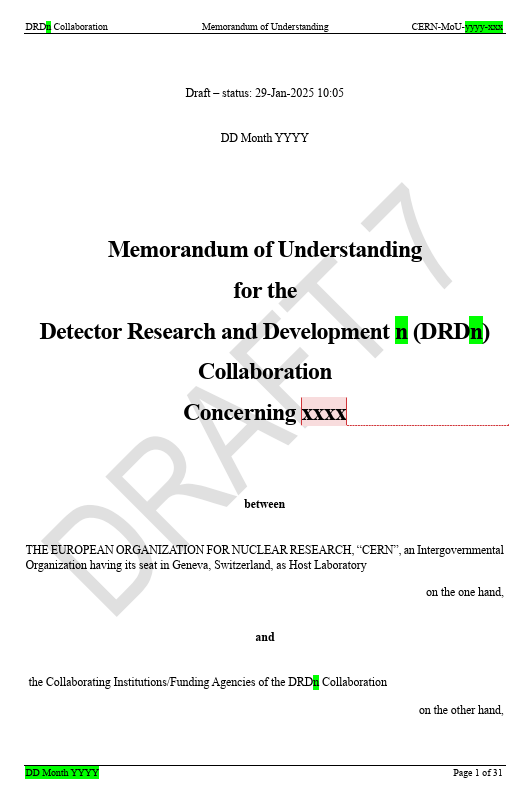 DRDn Collaboration Memorandum of Understanding CERN-MoU-yyyy-xxx
Draft – status: 29-Jan-2025 10:05
DD Month YYYY
DRAFT 7
Memorandum of Understanding
for the
Detector Research and Development n (DRDn)
Collaboration
Concerning xxxx
between
THE EUROPEAN ORGANIZATION FOR NUCLEAR RESEARCH, “CERN”, an Intergovernmental
Organization having its seat in Geneva, Switzerland, as Host Laboratory
on the one hand,
and
the Collaborating Institutions/Funding Agencies of the DRDn Collaboration
on the other hand,
DD Month YYYY Page 1 of 31